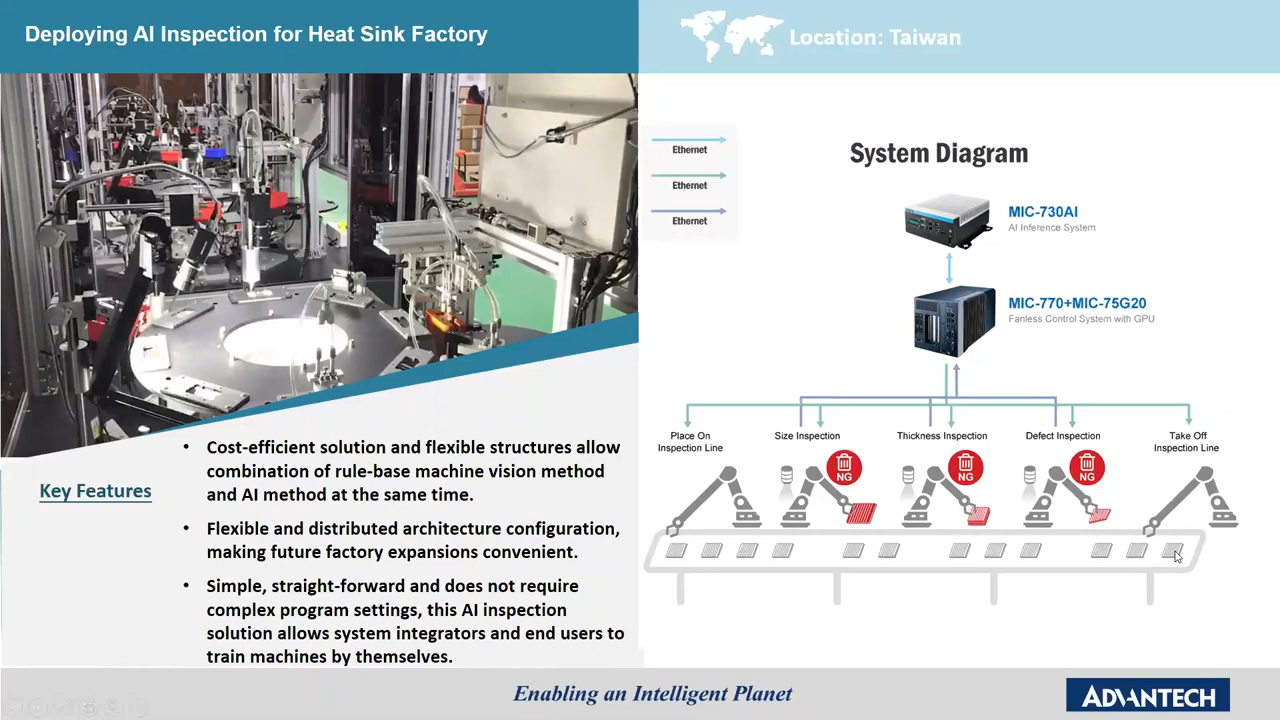 Deploying AI Inspection for Heat Sink Factory
Location: Taiwan
Ethernet
Ethernet
Ethernet
System Diagram
MIC-730AI
AI Inference System
MIC-770+MIC-75G20
Fanless Control System with GPU
Place On
Inspection Line
Size Inspection
Thickness Inspection
Defect Inspection
Take Off
Inspection Line
NG
NG
NG
Key Features
• Cost-efficient solution and flexible structures allow
combination of rule-base machine vision method
and AI method at the same time.
• Flexible and distributed architecture configuration,
making future factory expansions convenient.
• Simple, straight-forward and does not require
complex program settings, this AI inspection
solution allows system integrators and end users to
train machines by themselves.
Enabling an Intelligent Planet
ADVANTECH